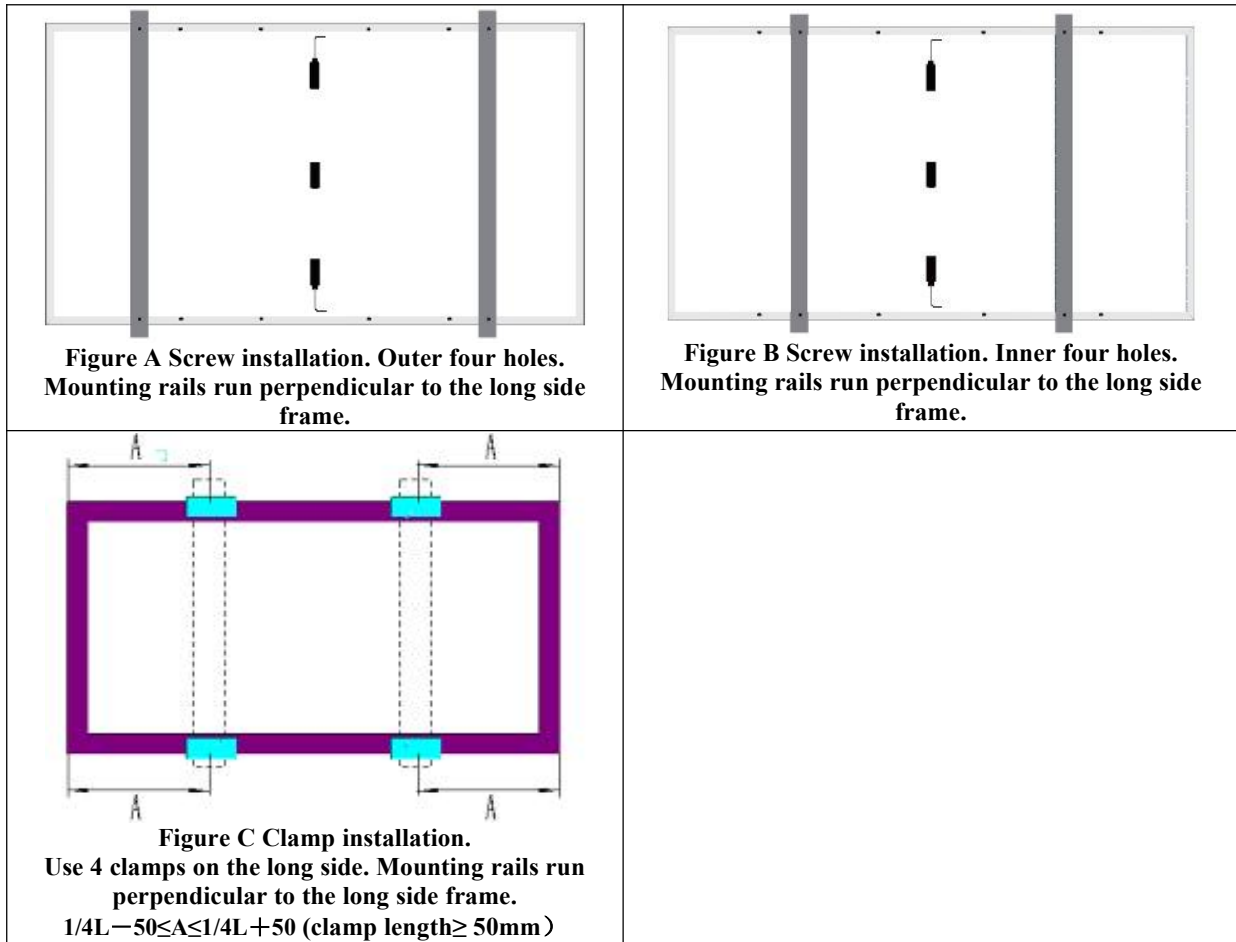 Figure A Screw installation. Outer four holes.
Mounting rails run perpendicular to the long side
frame.
Figure B Screw installation. Inner four holes.
Mounting rails run perpendicular to the long side
frame.
A
A
A
A
Figure C Clamp installation.
Use 4 clamps on the long side. Mounting rails run
perpendicular to the long side frame.
1/4L－50≤A≤1/4L＋50 (clamp length≥ 50mm）